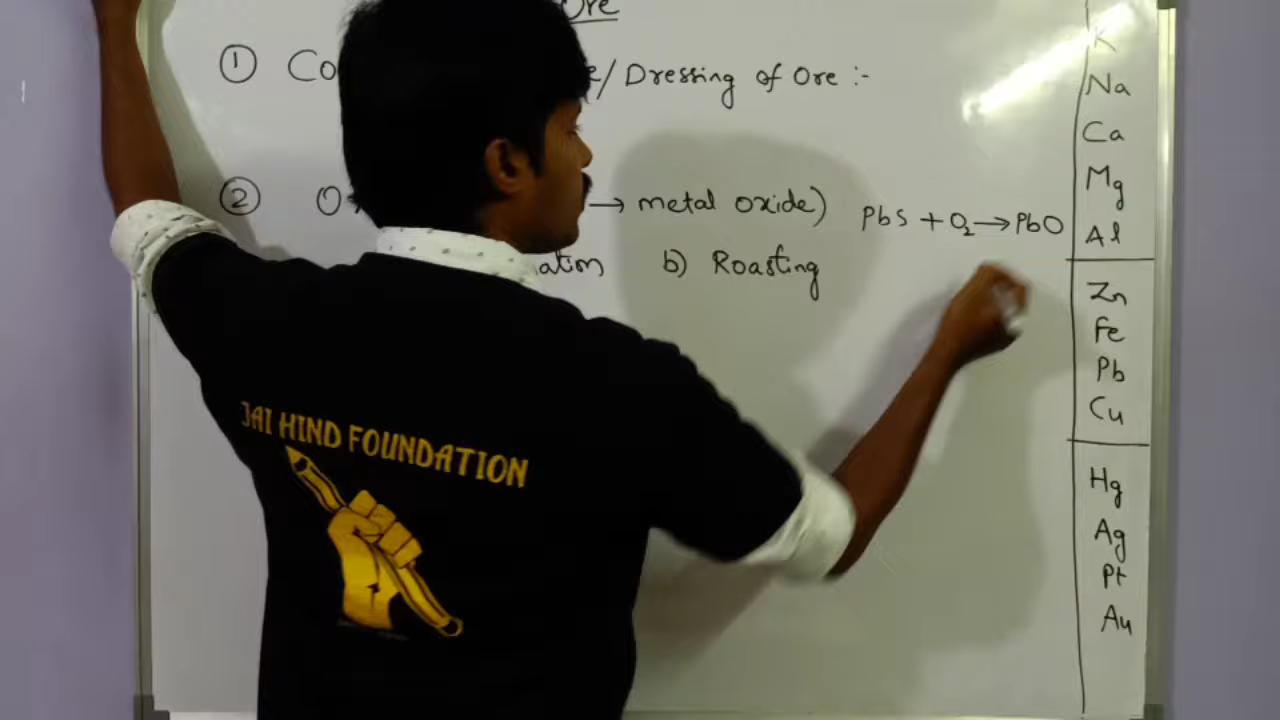 Ore
① Co /Dressing of Ore :-
② O → metal oxide) PbS + O₂ → PbO
ation b) Roasting
K
Na
Ca
Mg
Al
Zn
Fe
Pb
Cu
Hg
Ag
Pt
Au
JAI HIND FOUNDATION